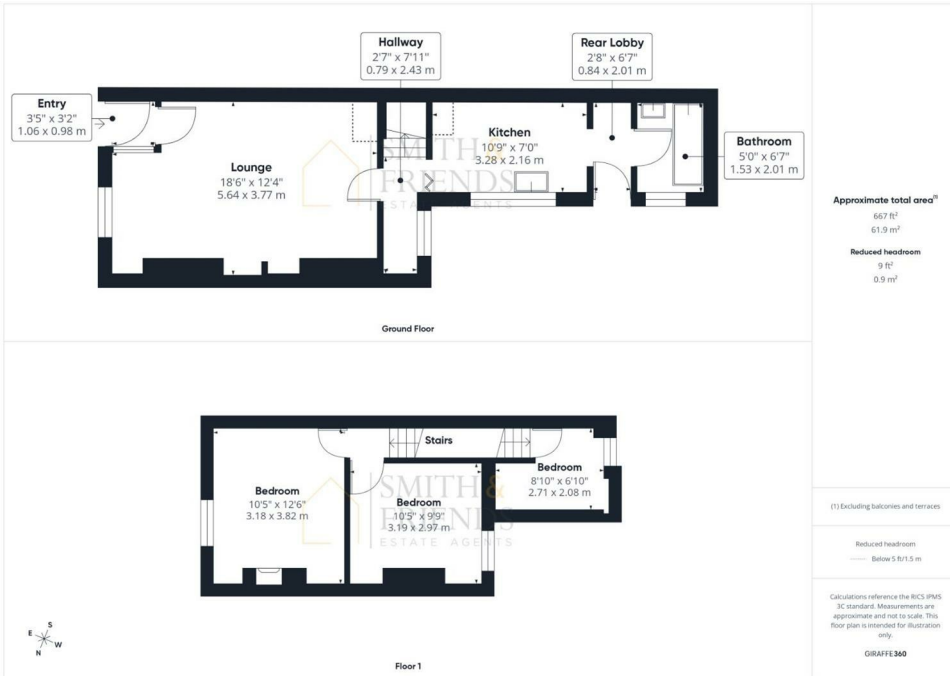 Hallway
2'7" x 7'11"
0.79 x 2.43 m
Rear Lobby
2'8" x 6'7"
0.84 x 2.01 m
Entry
3'5" x 3'2"
1.06 x 0.98 m
Kitchen
10'9" x 7'0"
3.28 x 2.16 m
Bathroom
5'0" x 6'7"
1.53 x 2.01 m
Lounge
18'6" x 12'4"
5.64 x 3.77 m
SMITH &
FRIENDS
ESTATE AGENTS
Ground Floor
Stairs
Bedroom
8'10" x 6'10"
2.71 x 2.08 m
Bedroom
10'5" x 12'6"
3.18 x 3.82 m
Bedroom
10'5" x 9'9"
3.19 x 2.97 m
SMITH &
FRIENDS
ESTATE AGENTS
S
E
W
N
Floor 1
Approximate total area(1)
667 ft²
61.9 m²
Reduced headroom
9 ft²
0.9 m²
(1) Excluding balconies and terraces
Reduced headroom
Below 5 ft/1.5 m
Calculations reference the RICS IPMS
3C standard. Measurements are
approximate and not to scale. This
floor plan is intended for illustration
only.
GIRAFFE360